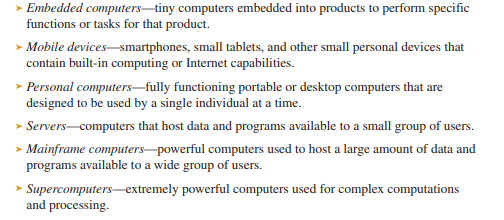 ➤ Embedded computers—tiny computers embedded into products to perform specific
functions or tasks for that product.
➤ Mobile devices—smartphones, small tablets, and other small personal devices that
contain built-in computing or Internet capabilities.
➤ Personal computers—fully functioning portable or desktop computers that are
designed to be used by a single individual at a time.
➤ Servers—computers that host data and programs available to a small group of users.
➤ Mainframe computers—powerful computers used to host a large amount of data and
programs available to a wide group of users.
➤ Supercomputers—extremely powerful computers used for complex computations
and processing.